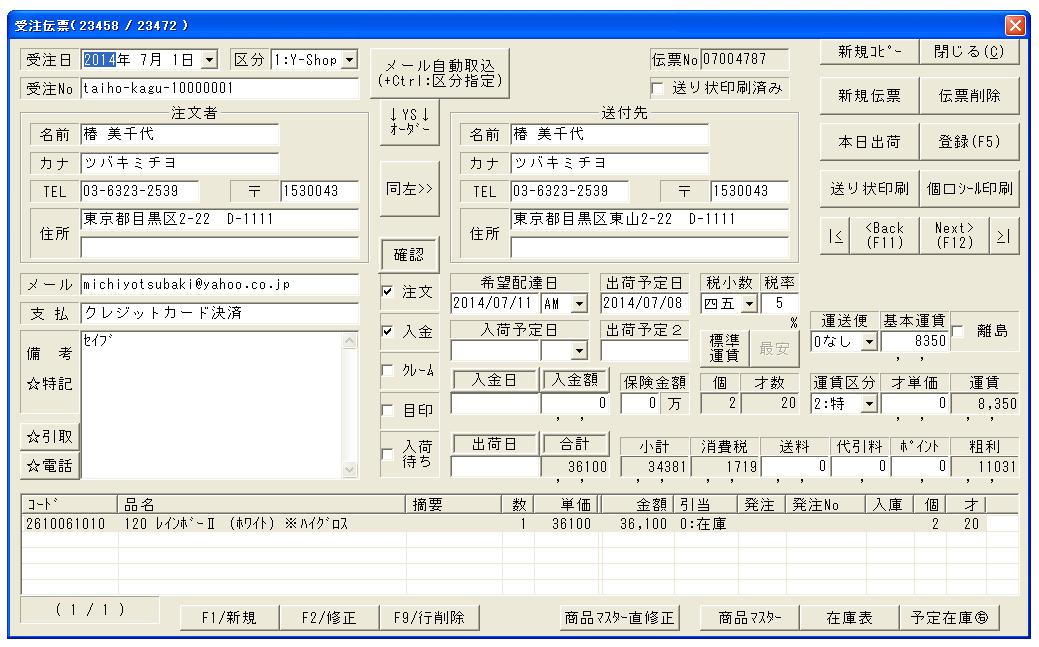 受注伝票( 23458 / 23472 )
受注日 2014年 7月 1日 区分 1:Y-Shop
メール自動取込
(+Ctrl:区分指定)
伝票No 07004787
新規ｺﾋﾟｰ 閉じる(C)
受注No taiho-kagu-10000001
送り状印刷済み
新規伝票 伝票削除
↓YS↓
ｵｰﾀﾞｰ
注文者
名前 椿 美千代
カナ ツバキミチヨ
TEL 03-6323-2539 〒 1530043
住所 東京都目黒区2-22 D-1111
同左>>
送付先
名前 椿 美千代
カナ ツバキミチヨ
TEL 03-6323-2539 〒 1530043
住所 東京都目黒区東山2-22 D-1111
本日出荷 登録(F5)
送り状印刷 個口ｼｰﾙ印刷
|< <Back
(F11) Next>
(F12) >|
確認
メール michiyotsubaki@yahoo.co.jp
支 払 クレジットカード決済
備 考 ｾｲﾌﾞ
☆特記
☆引取
☆電話
注文
入金
ｸﾚｰﾑ
目印
入荷
待ち
希望配達日 出荷予定日 税小数 税率
2014/07/11 AM 2014/07/08 四五 5
%
入荷予定日 出荷予定２
標準
運賃 最安
運送便 基本運賃 離島
0なし 8350
入金日 入金額 保険金額 個 才数 運賃区分 才単価 運賃
0 0 万 2 20 2:特 0 8,350
出荷日 合計 小計 消費税 送料 代引料 ﾎﾟｲﾝﾄ 粗利
36100 34381 1719 0 0 0 11031
ｺｰﾄﾞ 品名 摘要 数 単価 金額 引当 発注 発注No 入庫 個 才
2610061010 120 ﾚｲﾝﾎﾞｰⅡ (ﾎﾜｲﾄ) ※ﾊｲｸﾞﾛｽ 1 36100 36,100 0:在庫 2 20
( 1 / 1 )
F1/新規 F2/修正 F9/行削除 商品ﾏｽﾀｰ直修正 商品ﾏｽﾀｰ 在庫表 予定在庫㊨